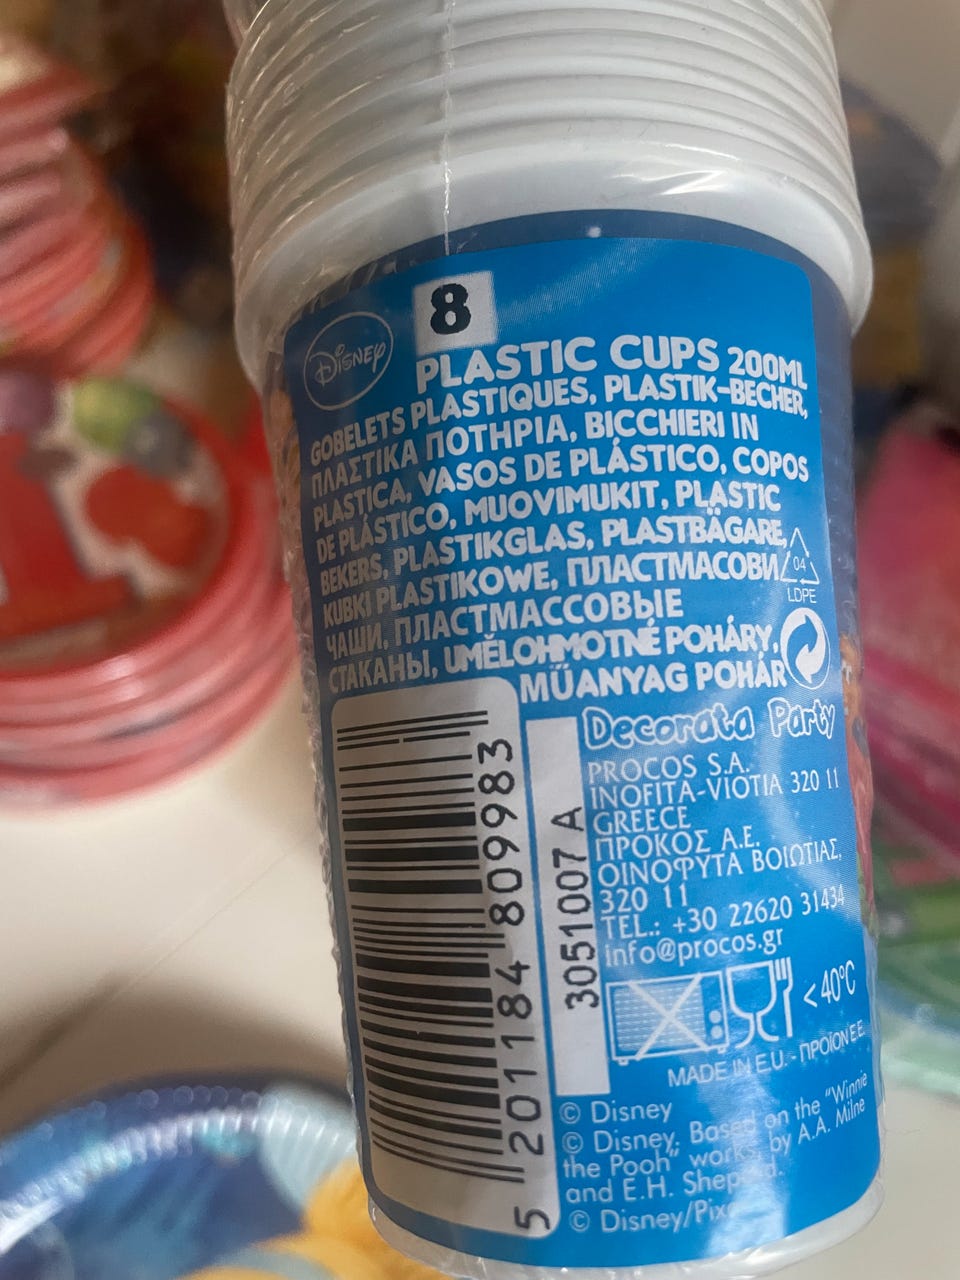 Disney
8
PLASTIC CUPS 200ML
GOBELETS PLASTIQUES, PLASTIK-BECHER,
ΠΛΑΣΤΙΚΑ ΠΟΤΗΡΙΑ, BICCHIERI IN
PLASTICA, VASOS DE PLÁSTICO, COPOS
DE PLÁSTICO, MUOVIMUKIT, PLASTIC
BEKERS, PLASTIKGLAS, PLASTBÄGARE,
KUBKI PLASTIKOWE, ПЛАСТМАСОВИ
ЧАШИ, ПЛАСТМАССОВЫЕ
СТАКАНЫ, UMĚLOHMOTNÉ POHÁRY,
MŰANYAG POHÁR
04
LDPE
Decorata Party
PROCOS S.A.
INOFITA-VIOTIA 320 11
GREECE
ΠΡΟΚΟΣ Α.Ε.
ΟΙΝΟΦΥΤΑ ΒΟΙΩΤΙΑΣ,
320 11
TEL.: +30 22620 31434
info@procos.gr
<40°C
MADE IN E.U. - ΠΡΟΪΟΝ Ε.Ε.
5 201184 809983
3051007 A
© Disney
© Disney. Based on the "Winnie
the Pooh" works, by A.A. Milne
and E.H.
© Disney/Pixar